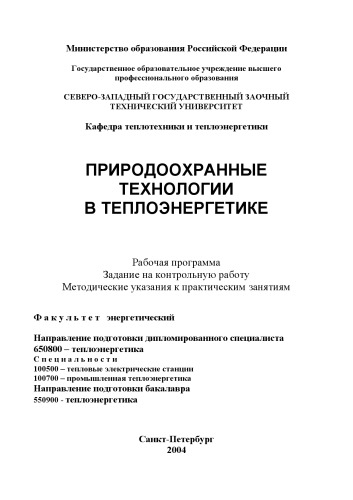 Министерство образования Российской Федерации
Государственное образовательное учреждение высшего
профессионального образования
СЕВЕРО-ЗАПАДНЫЙ ГОСУДАРСТВЕННЫЙ ЗАОЧНЫЙ
ТЕХНИЧЕСКИЙ УНИВЕРСИТЕТ
Кафедра теплотехники и теплоэнергетики
ПРИРОДООХРАННЫЕ
ТЕХНОЛОГИИ
В ТЕПЛОЭНЕРГЕТИКЕ
Рабочая программа
Задание на контрольную работу
Методические указания к практическим занятиям
Ф а к у л ь т е т энергетический
Направление подготовки дипломированного специалиста
650800 – теплоэнергетика
С п е ц и а л ь н о с т и
100500 – тепловые электрические станции
100700 – промышленная теплоэнергетика
Направление подготовки бакалавра
550900 - теплоэнергетика
Санкт-Петербург
2004